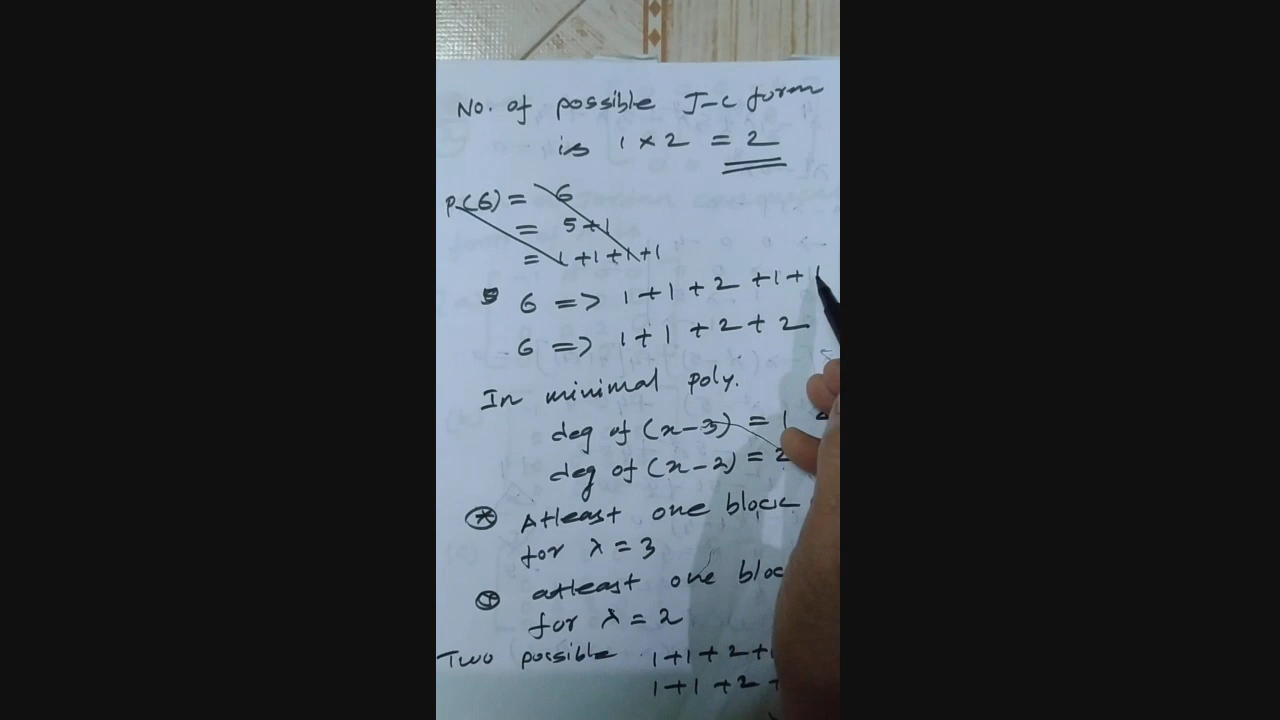 No. of possible J-C form
is 1 × 2 = 2
P(6) = 6
= 5+1
= 1+1+1+1
6 => 1+1+2+1+1
6 => 1+1+2+2
In minimal poly.
deg of (x-3) = 1
deg of (x-2) = 2
⊛ Atleast one block
for λ = 3
atleast one bloc
for λ = 2
Two possible 1+1+2+
1+1+2+